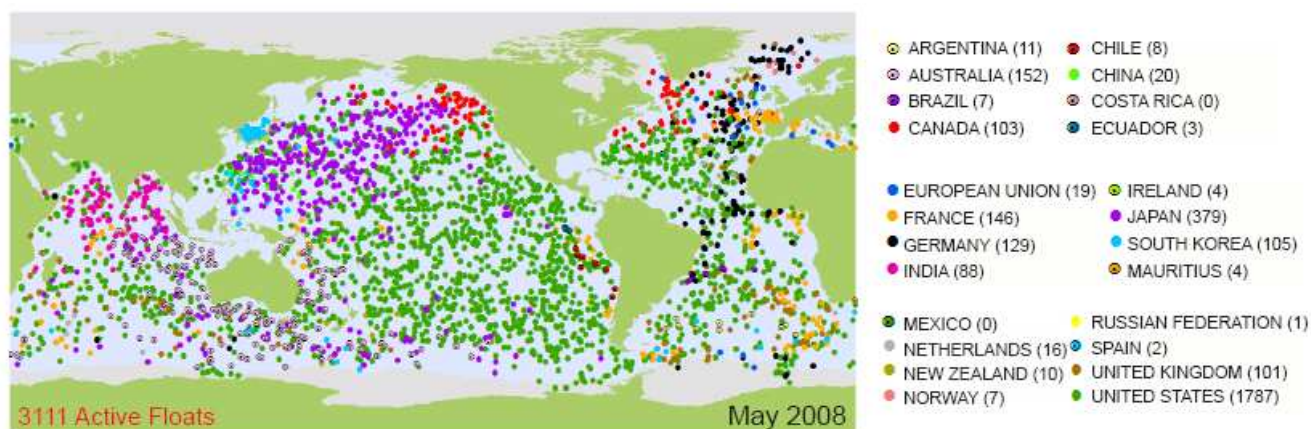 ARGENTINA (11)
CHILE (8)
AUSTRALIA (152)
CHINA (20)
BRAZIL (7)
COSTA RICA (0)
CANADA (103)
ECUADOR (3)
EUROPEAN UNION (19)
IRELAND (4)
FRANCE (146)
JAPAN (379)
GERMANY (129)
SOUTH KOREA (105)
INDIA (88)
MAURITIUS (4)
MEXICO (0)
RUSSIAN FEDERATION (1)
NETHERLANDS (16)
SPAIN (2)
NEW ZEALAND (10)
UNITED KINGDOM (101)
NORWAY (7)
UNITED STATES (1787)
3111 Active Floats
May 2008